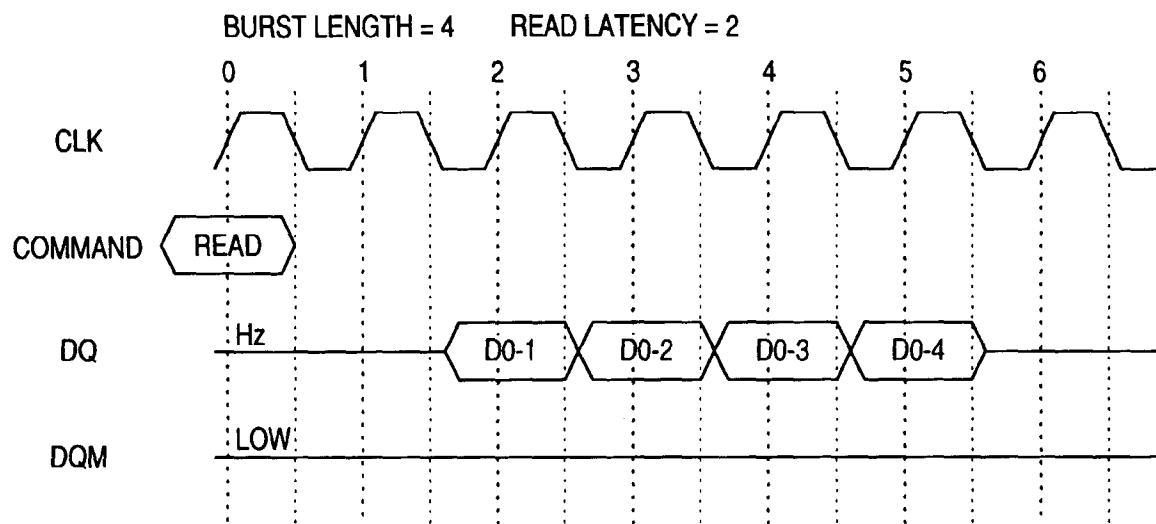 BURST LENGTH = 4 READ LATENCY = 2
0 1 2 3 4 5 6
CLK
COMMAND READ
Hz
DQ D0-1 D0-2 D0-3 D0-4
LOW
DQM